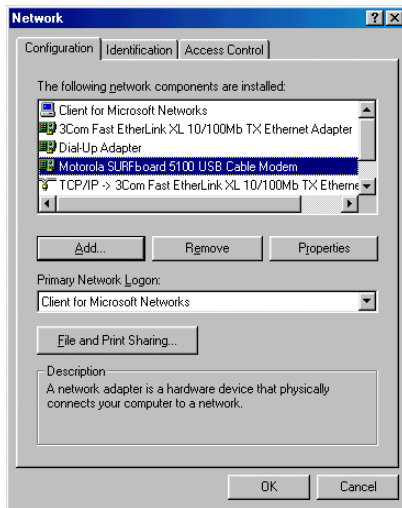 Network
Configuration
Identification
Access Control
The following network components are installed:
Client for Microsoft Networks
3Com Fast EtherLink XL 10/100Mb TX Ethernet Adapter
Dial-Up Adapter
Motorola SURFboard 5100 USB Cable Modem
TCP/IP -> 3Com Fast EtherLink XL 10/100Mb TX Etherne
Add...
Remove
Properties
Primary Network Logon:
Client for Microsoft Networks
File and Print Sharing...
Description
A network adapter is a hardware device that physically
connects your computer to a network.
OK
Cancel